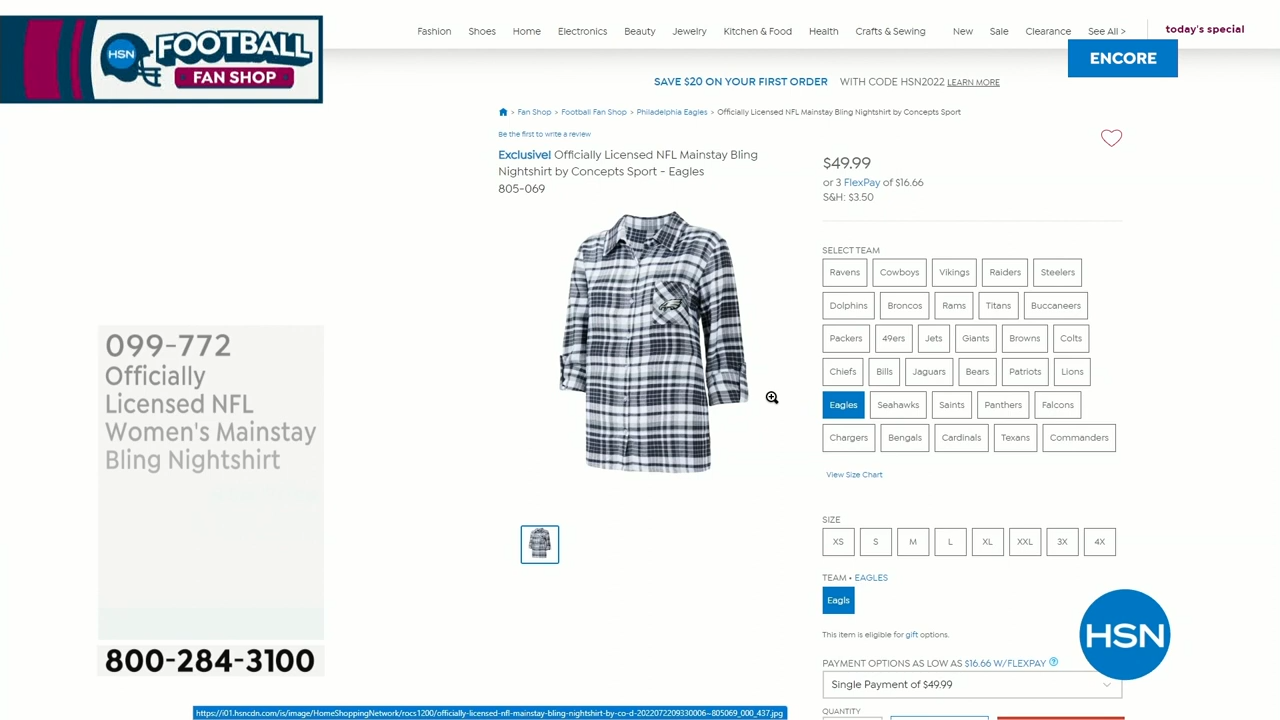 HSN
FOOTBALL
FAN SHOP
Fashion Shoes Home Electronics Beauty Jewelry Kitchen & Food Health Crafts & Sewing New Sale Clearance See All > today's special
ENCORE
SAVE $20 ON YOUR FIRST ORDER WITH CODE HSN2022 LEARN MORE
> Fan Shop > Football Fan Shop > Philadelphia Eagles > Officially Licensed NFL Mainstay Bling Nightshirt by Concepts Sport
Be the first to write a review
Exclusive! Officially Licensed NFL Mainstay Bling
Nightshirt by Concepts Sport - Eagles
805-069
$49.99
or 3 FlexPay of $16.66
S&H: $3.50
SELECT TEAM
Ravens Cowboys Vikings Raiders Steelers
Dolphins Broncos Rams Titans Buccaneers
Packers 49ers Jets Giants Browns Colts
Chiefs Bills Jaguars Bears Patriots Lions
Eagles Seahawks Saints Panthers Falcons
Chargers Bengals Cardinals Texans Commanders
View Size Chart
SIZE
XS S M L XL XXL 3X 4X
TEAM • EAGLES
Eagls
This item is eligible for gift options.
PAYMENT OPTIONS AS LOW AS $16.66 W/FLEXPAY ?
Single Payment of $49.99
QUANTITY
HSN
099-772
Officially
Licensed NFL
Women's Mainstay
Bling Nightshirt
800-284-3100
https://i01.hsncdn.com/is/image/HomeShoppingNetwork/rocs1200/officially-licensed-nfl-mainstay-bling-nightshirt-by-co-d-2022072209330006~805069_000_437.jpg